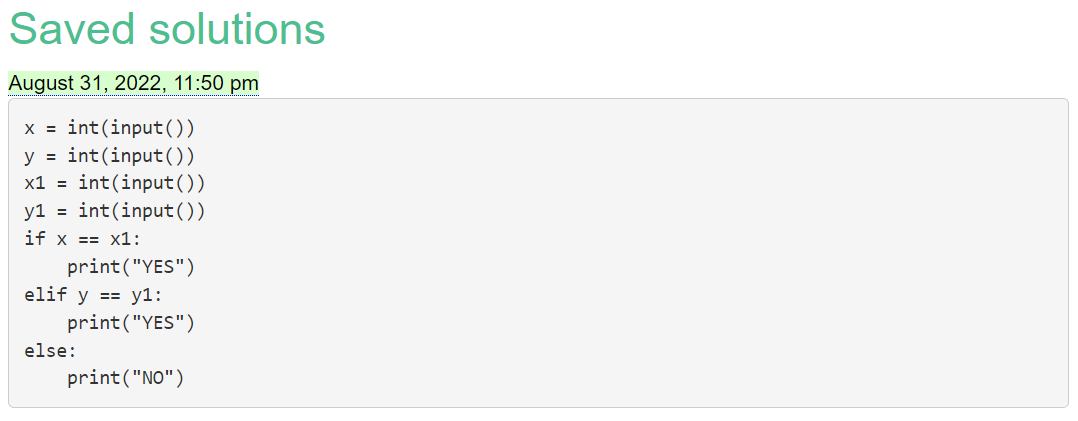 Saved solutions
August 31, 2022, 11:50 pm
x = int(input())
y = int(input())
x1 = int(input())
y1 = int(input())
if x == x1:
    print("YES")
elif y == y1:
    print("YES")
else:
    print("NO")